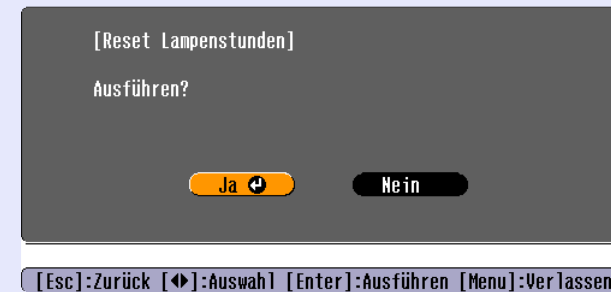 [Reset Lampenstunden]
Ausführen?
Ja Nein
[Esc]:Zurück [◆]:Auswahl [Enter]:Ausführen [Menu]:Verlassen